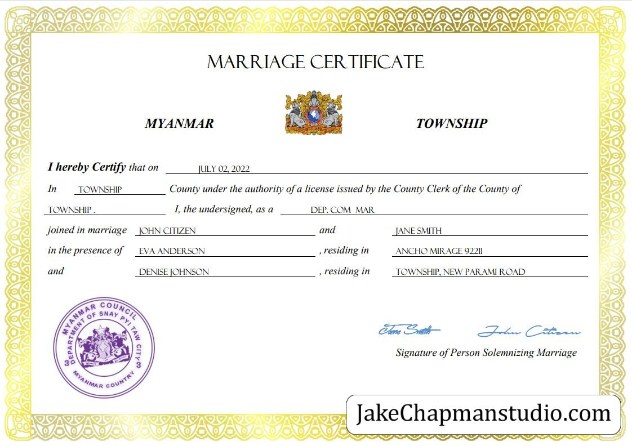 MARRIAGE CERTIFICATE
MYANMAR TOWNSHIP
I hereby Certify that on JULY 02, 2022
In TOWNSHIP County under the authority of a license issued by the County Clerk of the County of
TOWNSHIP . I, the undersigned, as a DEP. COM MAR
joined in marriage JOHN CITIZEN and JANE SMITH
in the presence of EVA ANDERSON , residing in ANCHO MIRAGE 92211
and DENISE JOHNSON , residing in TOWNSHIP, NEW PARAMI ROAD
MYANMAR COUNCIL
DEPARTMENT OF SNAY PYI TAW CITY
MYANMAR COUNTRY
John Citizen
Signature of Person Solemnizing Marriage
JakeChapmanstudio.com